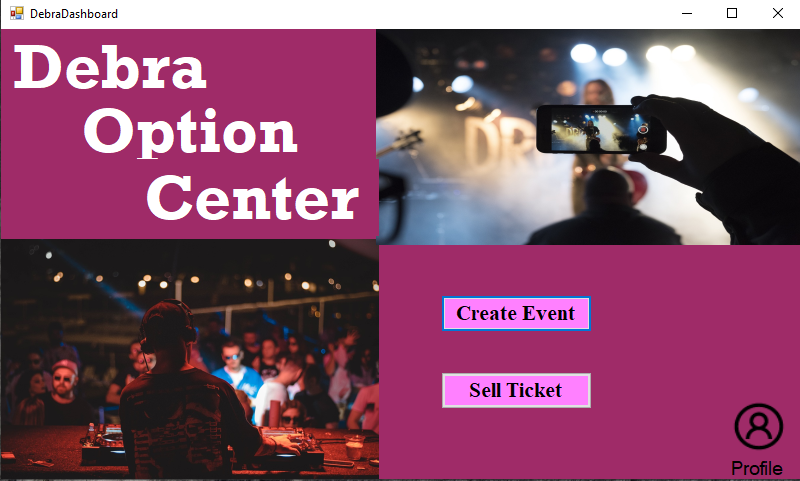 DebraDashboard
Debra
Option
Center
Create Event
Sell Ticket
Profile